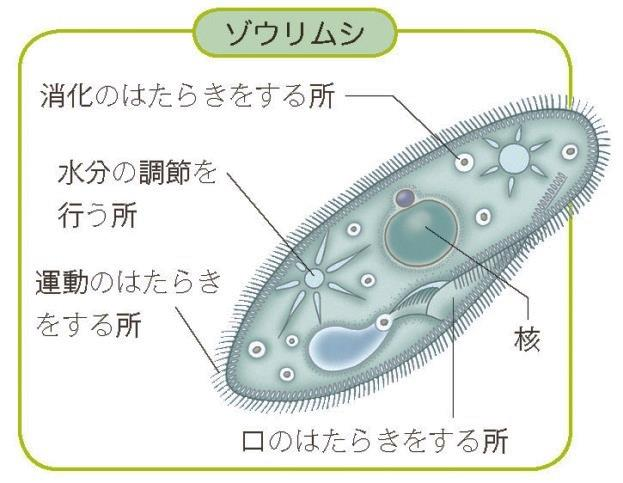 ゾウリムシ
消化のはたらきをする所
水分の調節を
行う所
運動のはたらき
をする所
核
口のはたらきをする所